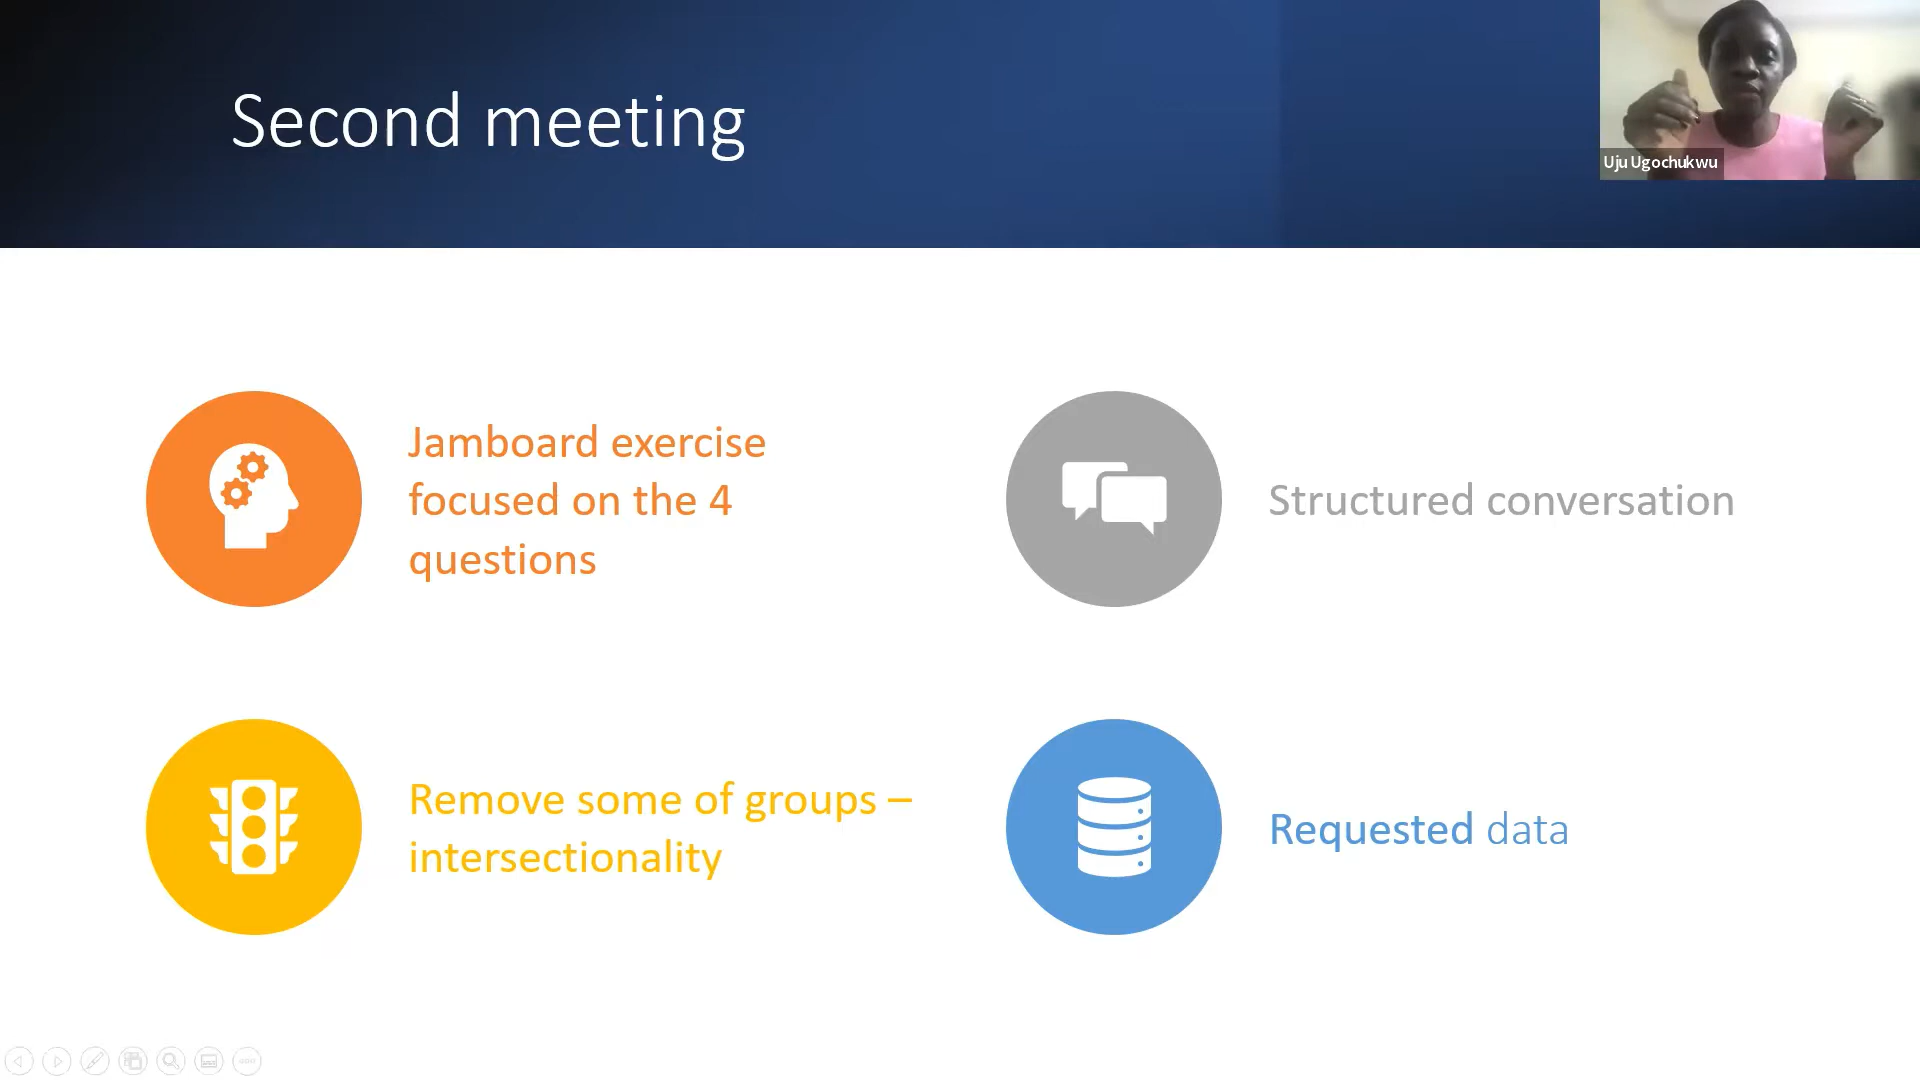 Second meeting
Uju Ugochukwu
Jamboard exercise
focused on the 4
questions
Structured conversation
Remove some of groups –
intersectionality
Requested data